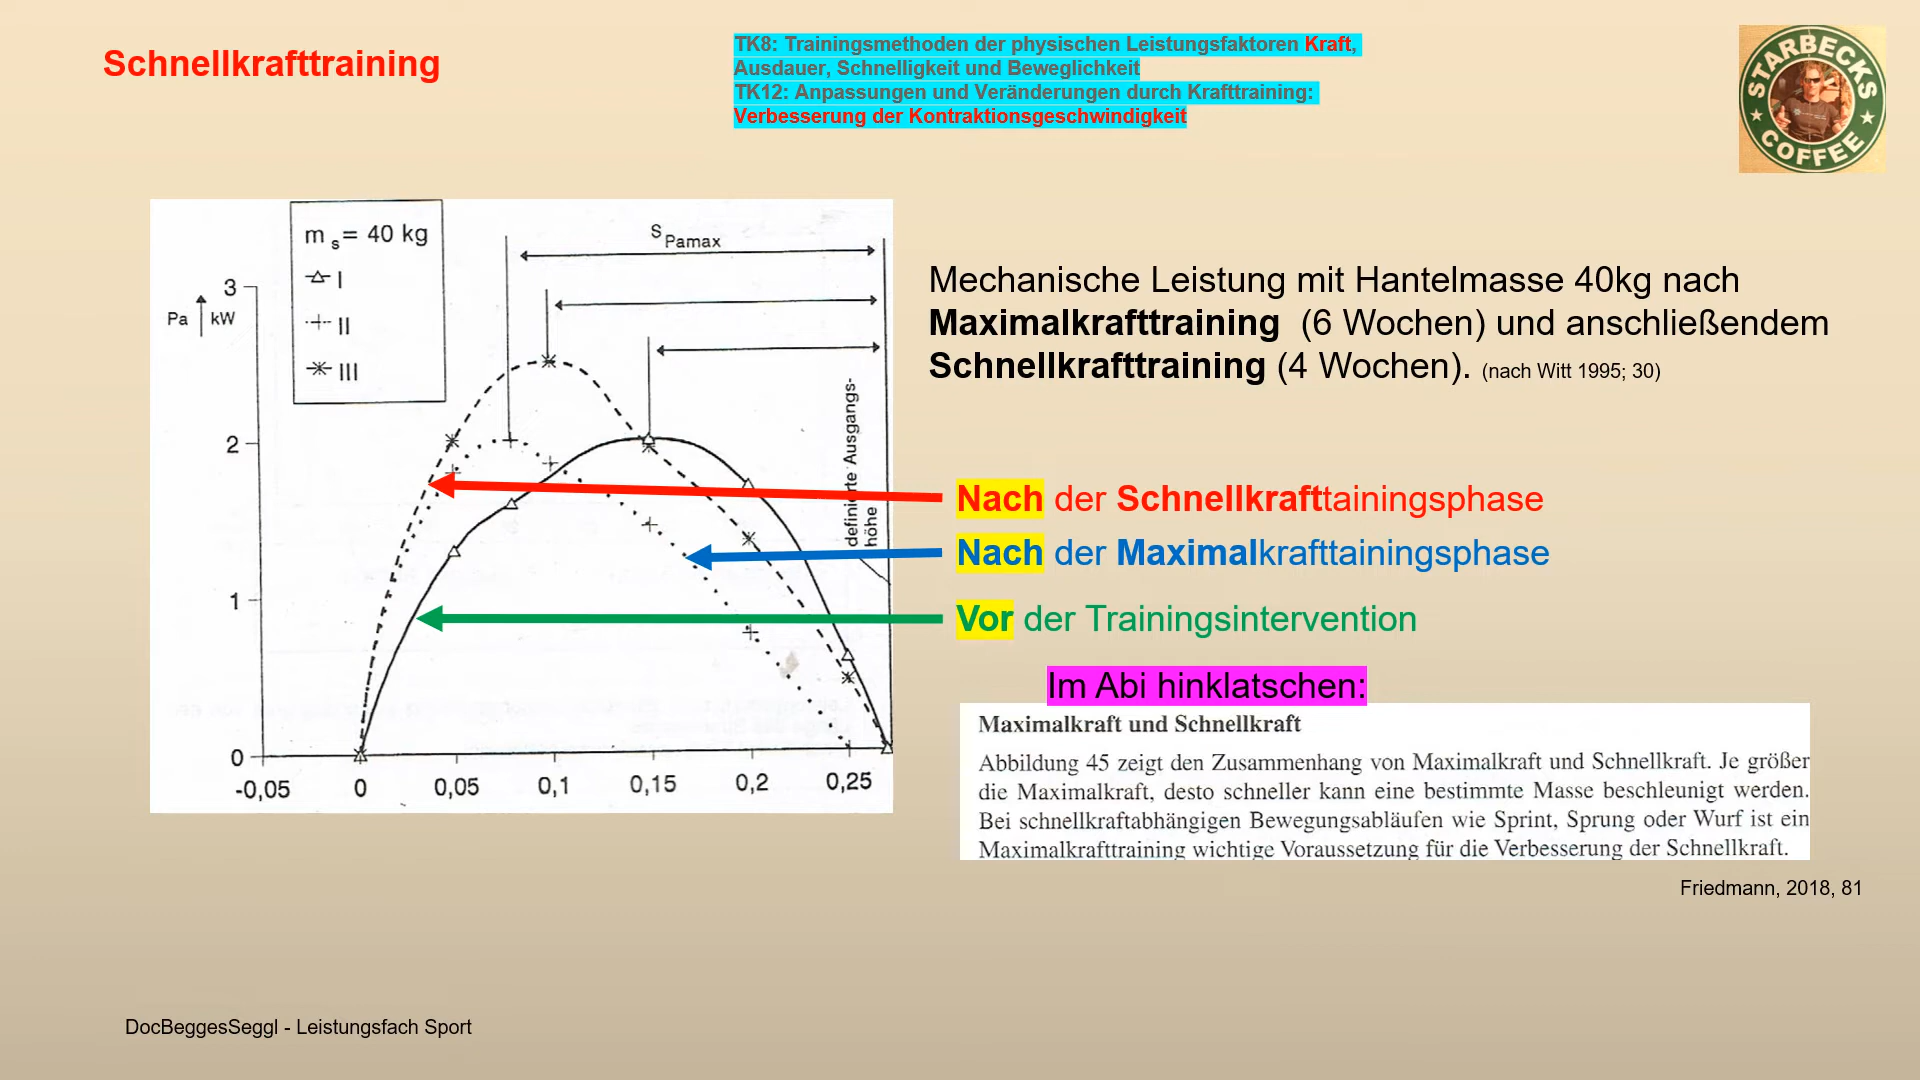 Schnellkrafttraining
TK8: Trainingsmethoden der physischen Leistungsfaktoren Kraft,
Ausdauer, Schnelligkeit und Beweglichkeit
TK12: Anpassungen und Veränderungen durch Krafttraining:
Verbesserung der Kontraktionsgeschwindigkeit
STARBECKS
COFFEE
m s = 40 kg
I
II
III
S Pamax
3
Pa kW
2
1
0
-0,05 0 0,05 0,1 0,15 0,2 0,25
definierte Ausgangs-
höhe
Mechanische Leistung mit Hantelmasse 40kg nach
Maximalkrafttraining (6 Wochen) und anschließendem
Schnellkrafttraining (4 Wochen). (nach Witt 1995; 30)
Nach der Schnellkrafttainingsphase
Nach der Maximalkrafttainingsphase
Vor der Trainingsintervention
Im Abi hinklatschen:
Maximalkraft und Schnellkraft
Abbildung 45 zeigt den Zusammenhang von Maximalkraft und Schnellkraft. Je größer
die Maximalkraft, desto schneller kann eine bestimmte Masse beschleunigt werden.
Bei schnellkraftabhängigen Bewegungsabläufen wie Sprint, Sprung oder Wurf ist ein
Maximalkrafttraining wichtige Voraussetzung für die Verbesserung der Schnellkraft.
Friedmann, 2018, 81
DocBeggesSeggl - Leistungsfach Sport